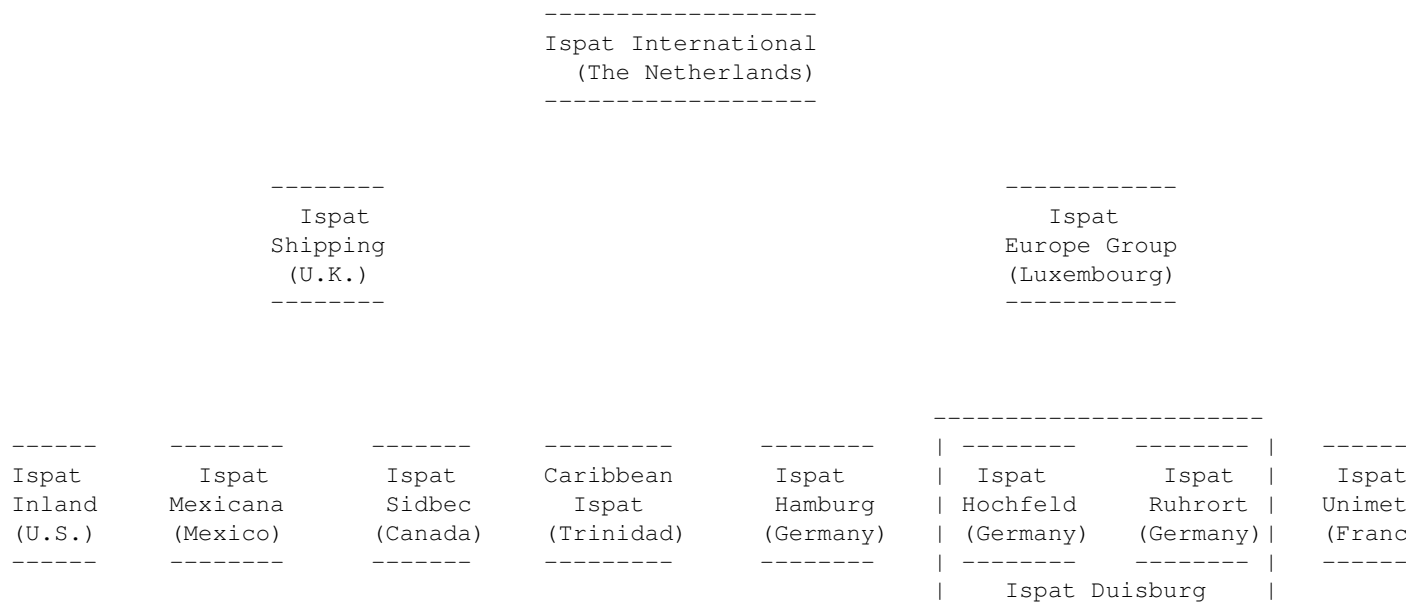 -------------------
Ispat International
(The Netherlands)
-------------------
-------- ------------
Ispat Ispat
Shipping Europe Group
(U.K.) (Luxembourg)
-------- ------------
-----------------------
------ -------- ------- --------- -------- | -------- -------- | ------
Ispat Ispat Ispat Caribbean Ispat | Ispat Ispat | Ispat
Inland Mexicana Sidbec Ispat Hamburg | Hochfeld Ruhrort | Unimet
(U.S.) (Mexico) (Canada) (Trinidad) (Germany) | (Germany) (Germany)| (Franc
------ -------- ------- --------- -------- | -------- -------- | ------
| Ispat Duisburg |